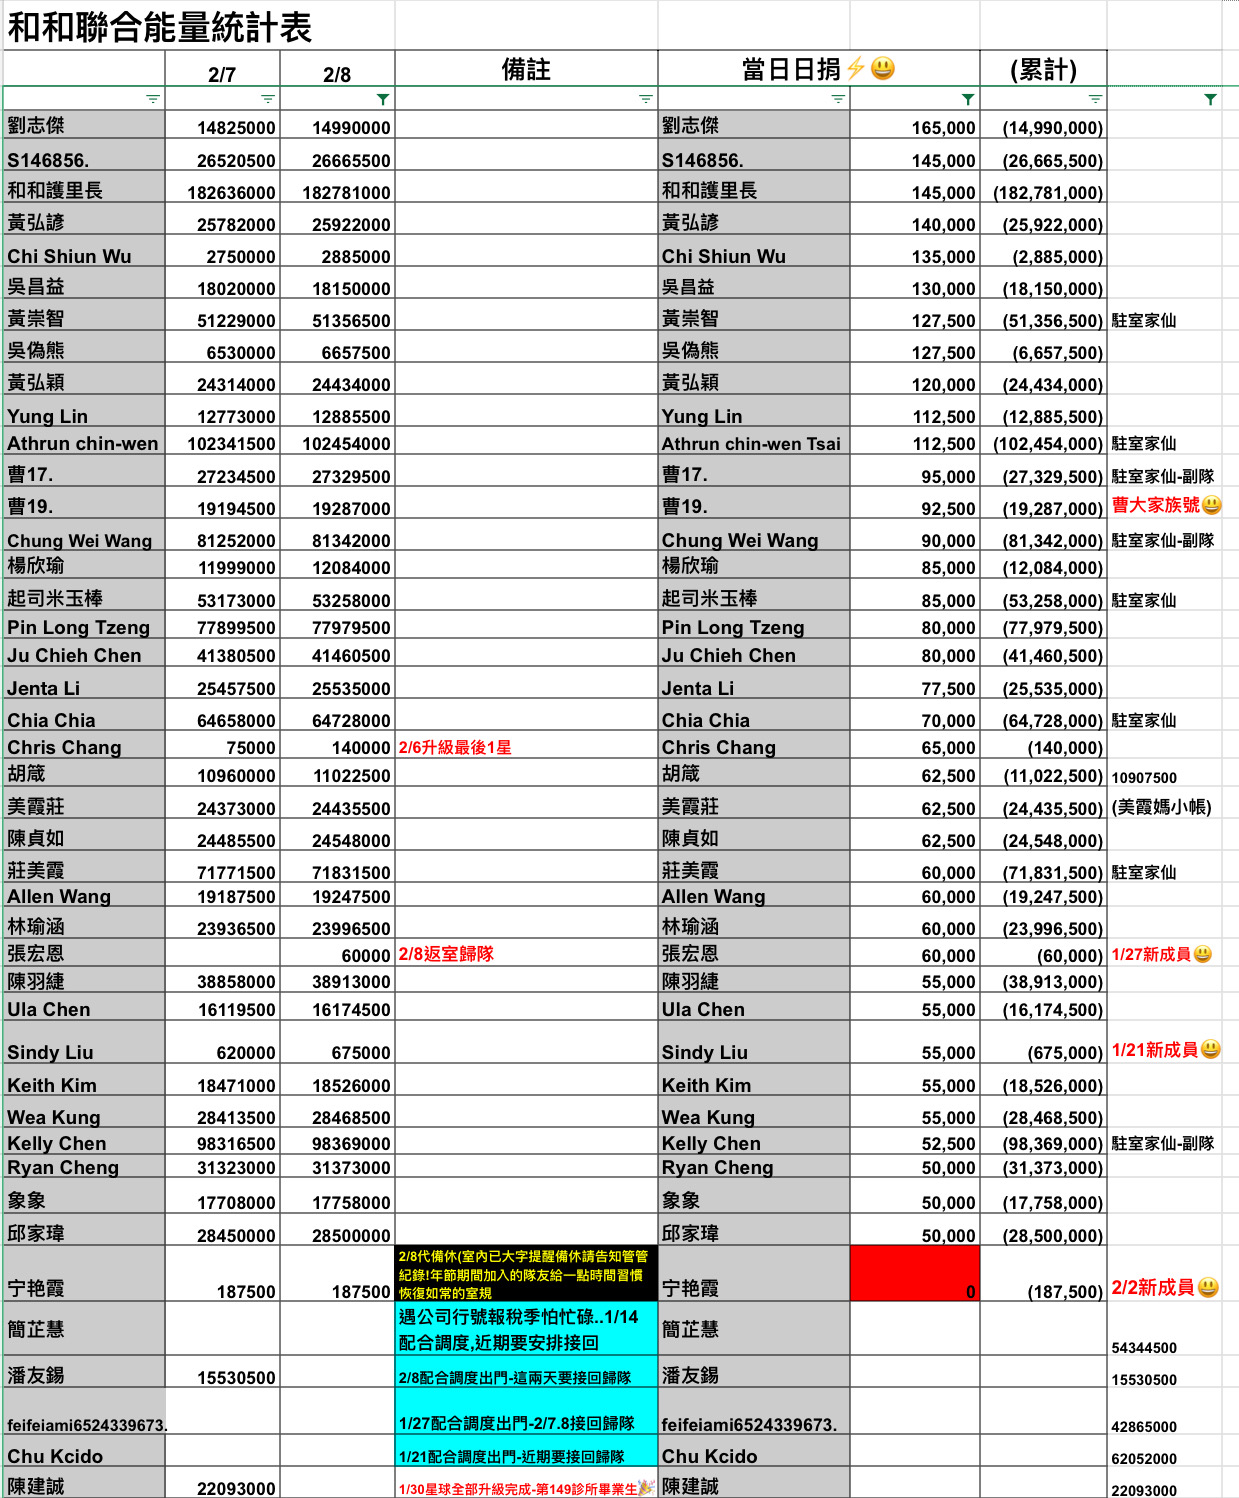 和和聯合能量統計表
2/7 2/8 備註 當日日捐⚡😃 (累計)
劉志傑 14825000 14990000 劉志傑 165,000 (14,990,000)
S146856. 26520500 26665500 S146856. 145,000 (26,665,500)
和和護里長 182636000 182781000 和和護里長 145,000 (182,781,000)
黃弘諺 25782000 25922000 黃弘諺 140,000 (25,922,000)
Chi Shiun Wu 2750000 2885000 Chi Shiun Wu 135,000 (2,885,000)
吳昌益 18020000 18150000 吳昌益 130,000 (18,150,000)
黃崇智 51229000 51356500 黃崇智 127,500 (51,356,500) 駐室家仙
吳偽熊 6530000 6657500 吳偽熊 127,500 (6,657,500)
黃弘穎 24314000 24434000 黃弘穎 120,000 (24,434,000)
Yung Lin 12773000 12885500 Yung Lin 112,500 (12,885,500)
Athrun chin-wen 102341500 102454000 Athrun chin-wen Tsai 112,500 (102,454,000) 駐室家仙
曹17. 27234500 27329500 曹17. 95,000 (27,329,500) 駐室家仙-副隊
曹19. 19194500 19287000 曹19. 92,500 (19,287,000) 曹大家族號😃
Chung Wei Wang 81252000 81342000 Chung Wei Wang 90,000 (81,342,000) 駐室家仙-副隊
楊欣瑜 11999000 12084000 楊欣瑜 85,000 (12,084,000)
起司米玉棒 53173000 53258000 起司米玉棒 85,000 (53,258,000) 駐室家仙
Pin Long Tzeng 77899500 77979500 Pin Long Tzeng 80,000 (77,979,500)
Ju Chieh Chen 41380500 41460500 Ju Chieh Chen 80,000 (41,460,500)
Jenta Li 25457500 25535000 Jenta Li 77,500 (25,535,000)
Chia Chia 64658000 64728000 Chia Chia 70,000 (64,728,000) 駐室家仙
Chris Chang 75000 140000 2/6升級最後1星 Chris Chang 65,000 (140,000)
胡箴 10960000 11022500 胡箴 62,500 (11,022,500) 10907500
美霞莊 24373000 24435500 美霞莊 62,500 (24,435,500) (美霞媽小帳)
陳貞如 24485500 24548000 陳貞如 62,500 (24,548,000)
莊美霞 71771500 71831500 莊美霞 60,000 (71,831,500) 駐室家仙
Allen Wang 19187500 19247500 Allen Wang 60,000 (19,247,500)
林瑜涵 23936500 23996500 林瑜涵 60,000 (23,996,500)
張宏恩 60000 2/8返室歸隊 張宏恩 60,000 (60,000) 1/27新成員😃
陳羽緁 38858000 38913000 陳羽緁 55,000 (38,913,000)
Ula Chen 16119500 16174500 Ula Chen 55,000 (16,174,500)
Sindy Liu 620000 675000 Sindy Liu 55,000 (675,000) 1/21新成員😃
Keith Kim 18471000 18526000 Keith Kim 55,000 (18,526,000)
Wea Kung 28413500 28468500 Wea Kung 55,000 (28,468,500)
Kelly Chen 98316500 98369000 Kelly Chen 52,500 (98,369,000) 駐室家仙-副隊
Ryan Cheng 31323000 31373000 Ryan Cheng 50,000 (31,373,000)
象象 17708000 17758000 象象 50,000 (17,758,000)
邱家瑋 28450000 28500000 邱家瑋 50,000 (28,500,000)
2/8代備休(室內已大字提醒備休請告知管管
紀錄!年節期間加入的隊友給一點時間習慣
恢復如常的室規
宁艳霞 187500 187500 宁艳霞 0 (187,500) 2/2新成員😃
遇公司行號報稅季怕忙碌..1/14
配合調度,近期要安排接回
簡芷慧 簡芷慧 54344500
潘友錫 15530500 2/8配合調度出門-這兩天要接回歸隊 潘友錫 15530500
feifeiami6524339673. 1/27配合調度出門-2/7.8接回歸隊 feifeiami6524339673. 42865000
Chu Kcido 1/21配合調度出門-近期要接回歸隊 Chu Kcido 62052000
陳建誠 22093000 1/30星球全部升級完成-第149診所畢業生🎉 陳建誠 22093000